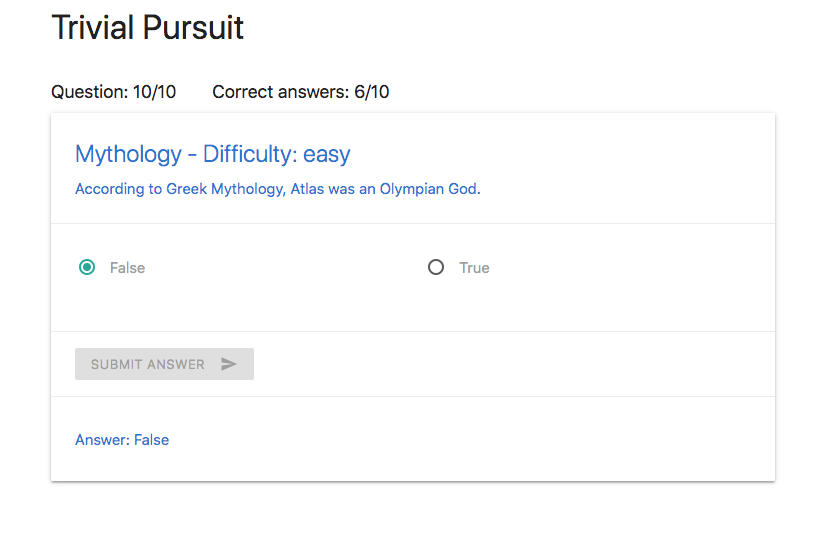 Trivial Pursuit
Question: 10/10 Correct answers: 6/10
Mythology - Difficulty: easy
According to Greek Mythology, Atlas was an Olympian God.
False True
SUBMIT ANSWER
Answer: False